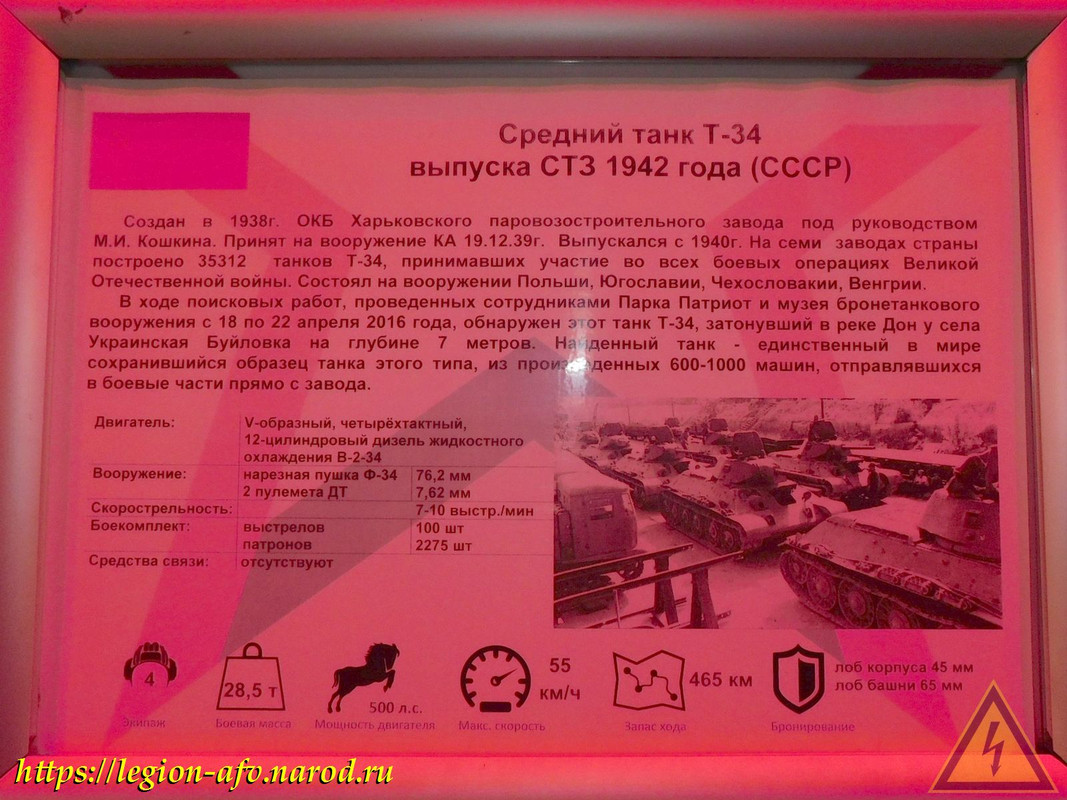 Средний танк Т-34
выпуска СТЗ 1942 года (СССР)
Создан в 1938г. ОКБ Харьковского паровозостроительного завода под руководством
М.И. Кошкина. Принят на вооружение КА 19.12.39г. Выпускался с 1940г. На семи заводах страны
построено 35312 танков Т-34, принимавших участие во всех боевых операциях Великой
Отечественной войны. Состоял на вооружении Польши, Югославии, Чехословакии, Венгрии.
В ходе поисковых работ, проведенных сотрудниками Парка Патриот и музея бронетанкового
вооружения с 18 по 22 апреля 2016 года, обнаружен этот танк Т-34, затонувший в реке Дон у села
Украинская Буйловка на глубине 7 метров. Найденный танк - единственный в мире
сохранившийся образец танка этого типа, из произведенных 600-1000 машин, отправлявшихся
в боевые части прямо с завода.
Двигатель: V-образный, четырёхтактный,
12-цилиндровый дизель жидкостного
охлаждения В-2-34
Вооружение: нарезная пушка Ф-34 76,2 мм
2 пулемета ДТ 7,62 мм
Скорострельность: 7-10 выстр./мин
Боекомплект: выстрелов 100 шт
патронов 2275 шт
Средства связи: отсутствуют
4
28,5 т
500 л.с.
55
км/ч
465 км
лоб корпуса 45 мм
лоб башни 65 мм
Экипаж Боевая масса Мощность двигателя Макс. скорость Запас хода Бронирование
https://legion-afv.narod.ru